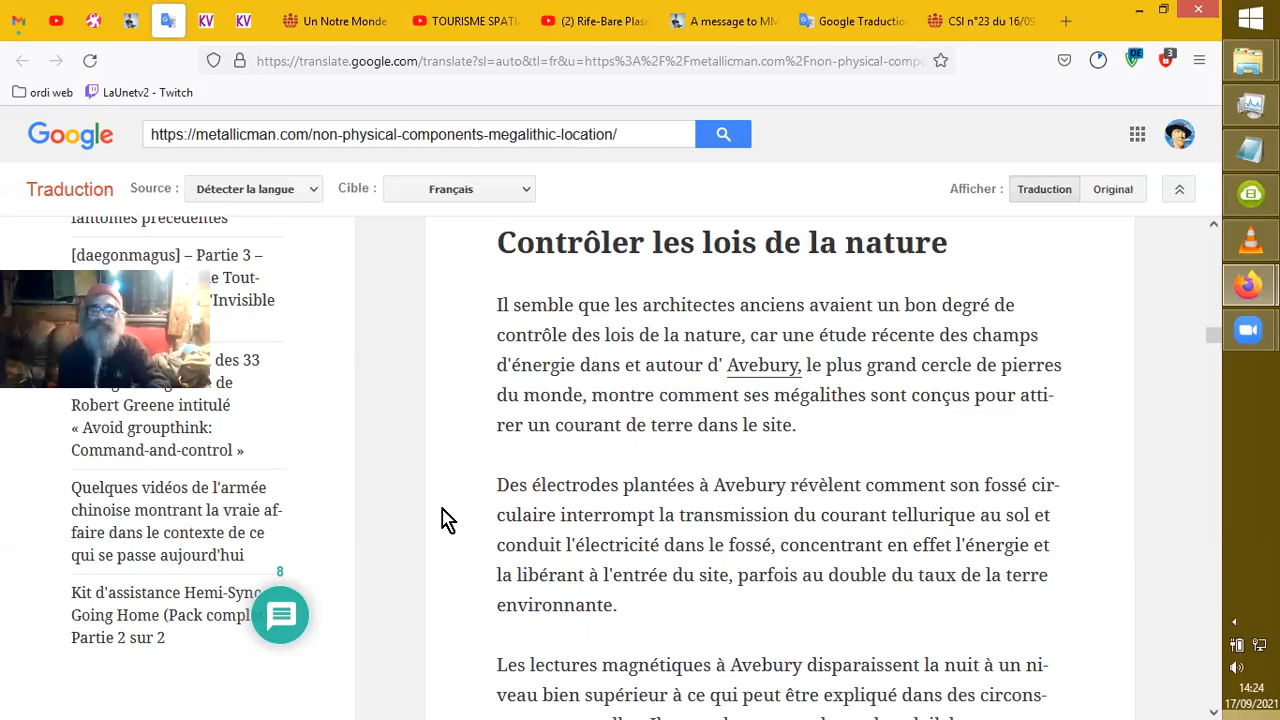 Un Notre Monde
TOURISME SPATI
(2) Rife-Bare Plasm
A message to MM
Google Traduction
CSI n°23 du 16/09
https://translate.google.com/translate?sl=auto&tl=fr&u=https%3A%2F%2Fmetallicman.com%2Fnon-physical-compo
DE
3
ordi web
LaUnetv2 - Twitch
Google
https://metallicman.com/non-physical-components-megalithic-location/
Traduction
Source :
Détecter la langue
Cible :
Français
Afficher :
Traduction
Original
fantômes précédentes
[daegonmagus] – Partie 3 –
le Tout-
l'Invisible
des 33
de
Robert Greene intitulé
« Avoid groupthink:
Command-and-control »
Quelques vidéos de l'armée
chinoise montrant la vraie af-
faire dans le contexte de ce
qui se passe aujourd'hui
8
Kit d'assistance Hemi-Sync
Going Home (Pack compl
Partie 2 sur 2
Contrôler les lois de la nature
Il semble que les architectes anciens avaient un bon degré de
contrôle des lois de la nature, car une étude récente des champs
d'énergie dans et autour d' Avebury, le plus grand cercle de pierres
du monde, montre comment ses mégalithes sont conçus pour atti-
rer un courant de terre dans le site.
Des électrodes plantées à Avebury révèlent comment son fossé cir-
culaire interrompt la transmission du courant tellurique au sol et
conduit l'électricité dans le fossé, concentrant en effet l'énergie et
la libérant à l'entrée du site, parfois au double du taux de la terre
environnante.
Les lectures magnétiques à Avebury disparaissent la nuit à un ni-
veau bien supérieur à ce qui peut être expliqué dans des circons-
14:24
17/09/2021